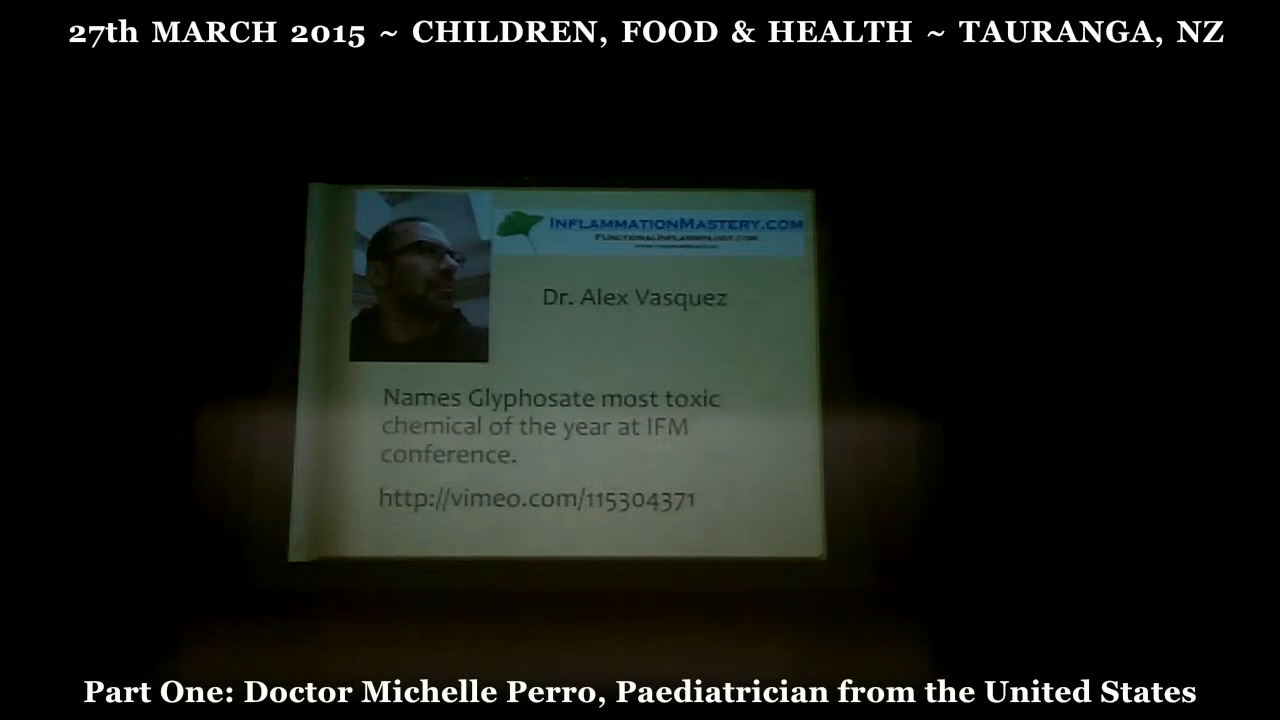 27th MARCH 2015 ~ CHILDREN, FOOD & HEALTH ~ TAURANGA, NZ
INFLAMMATIONMASTERY.COM
FUNCTIONALINFLAMMOLOGY.COM
Dr. Alex Vasquez
Names Glyphosate most toxic
chemical of the year at IFM
conference.
http://vimeo.com/115304371
Part One: Doctor Michelle Perro, Paediatrician from the United States